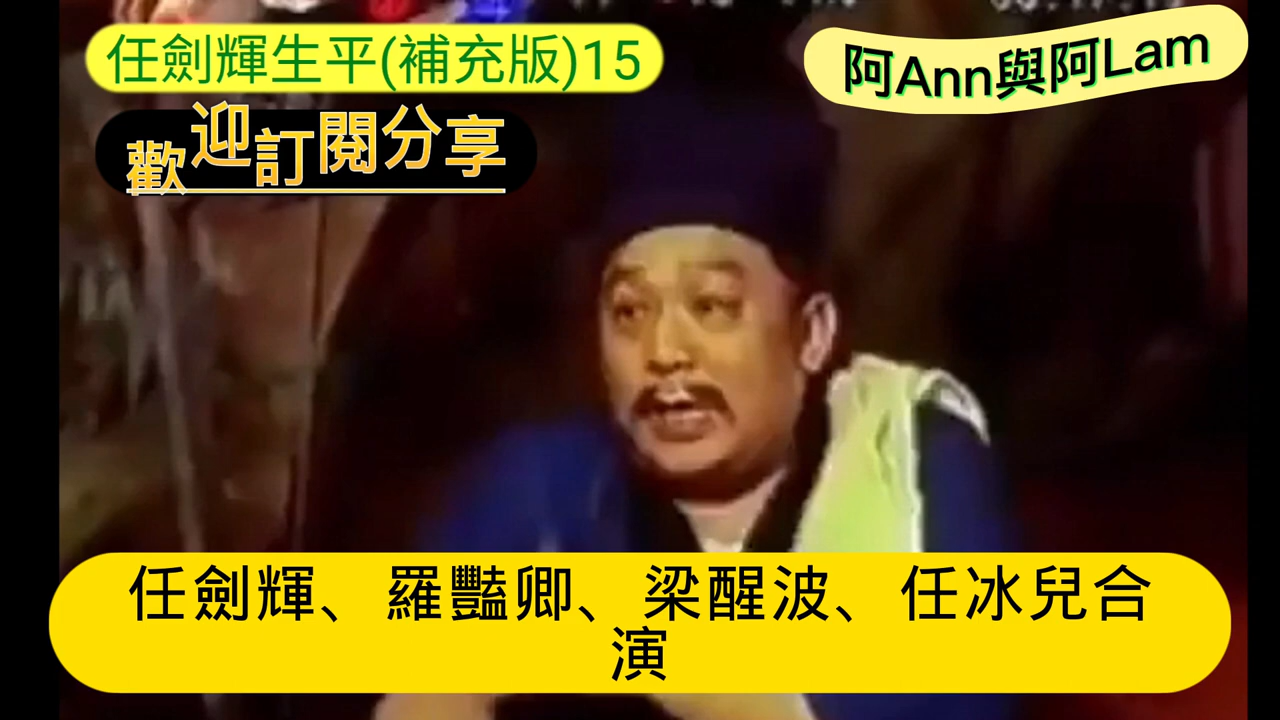 任劍輝生平(補充版)15
阿Ann與阿Lam
歡迎訂閱分享
任劍輝、羅豔卿、梁醒波、任冰兒合
演